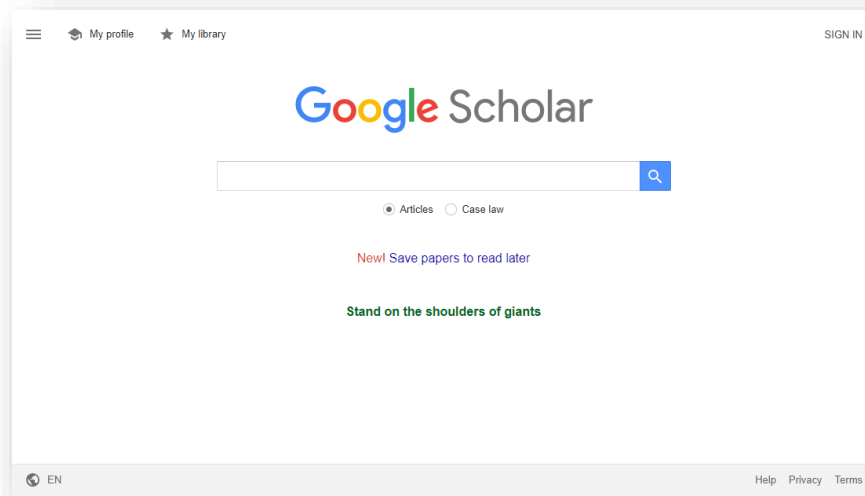 My profile My library SIGN IN
Google Scholar
Articles Case law
New! Save papers to read later
Stand on the shoulders of giants
EN Help Privacy Terms